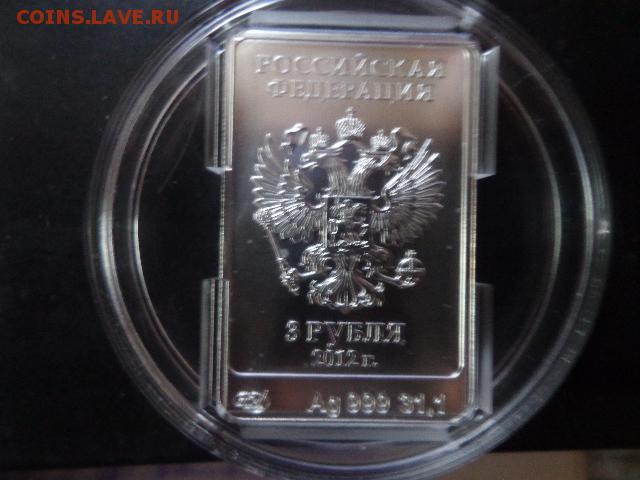 COINS.LAVE.RU
РОССИЙСКАЯ
ФЕДЕРАЦИЯ
3 РУБЛЯ
2012 г.
Ag 999 31,1